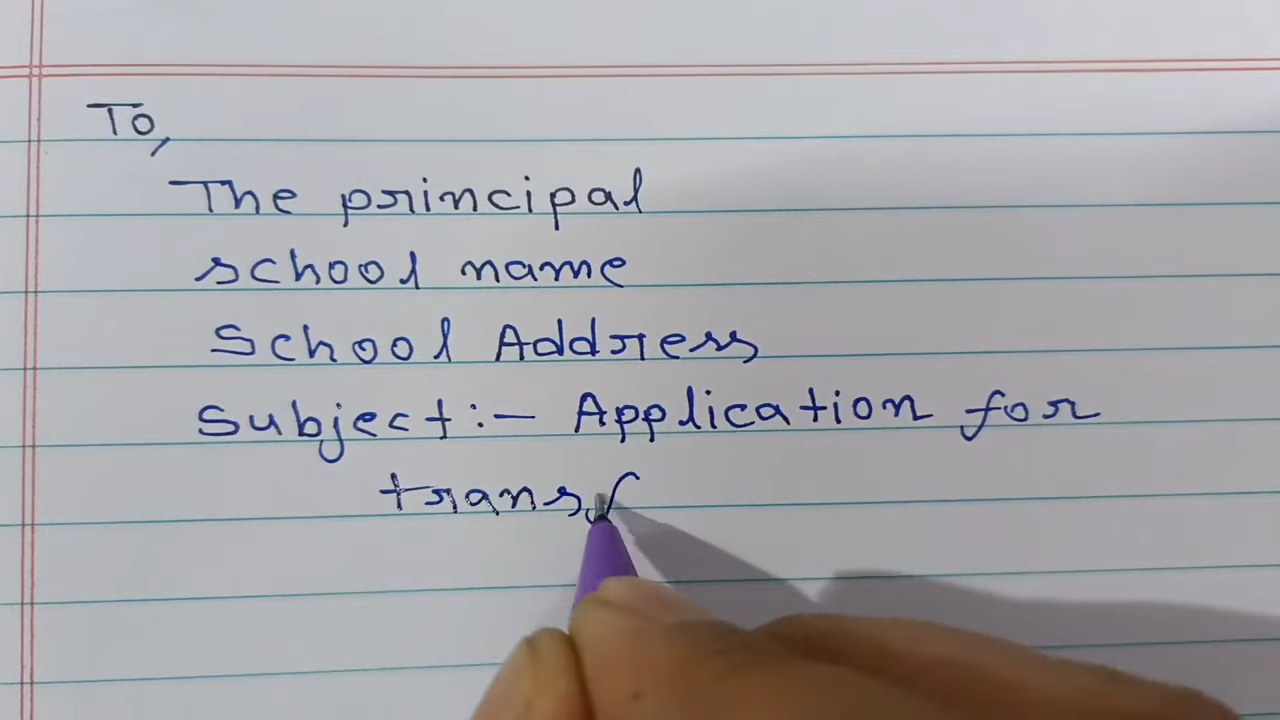 To,
The principal
school name
School Address
Subject:- Application for
transf